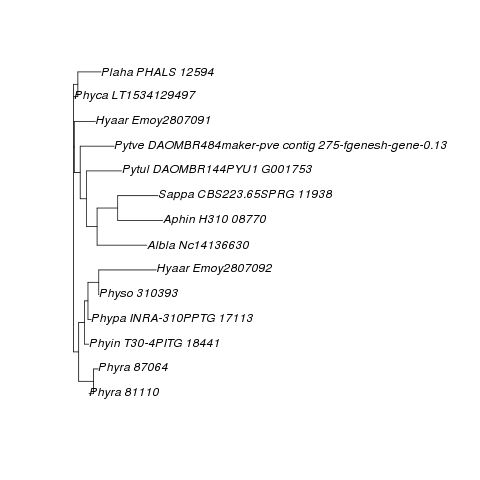 Plaha PHALS 12594
Phyca LT1534129497
Hyaar Emoy2807091
Pytve DAOMBR484maker-pve contig 275-fgenesh-gene-0.13
Pytul DAOMBR144PYU1 G001753
Sappa CBS223.65SPRG 11938
Aphin H310 08770
Albla Nc14136630
Hyaar Emoy2807092
Physo 310393
Phypa INRA-310PPTG 17113
Phyin T30-4PITG 18441
Phyra 87064
Phyra 81110